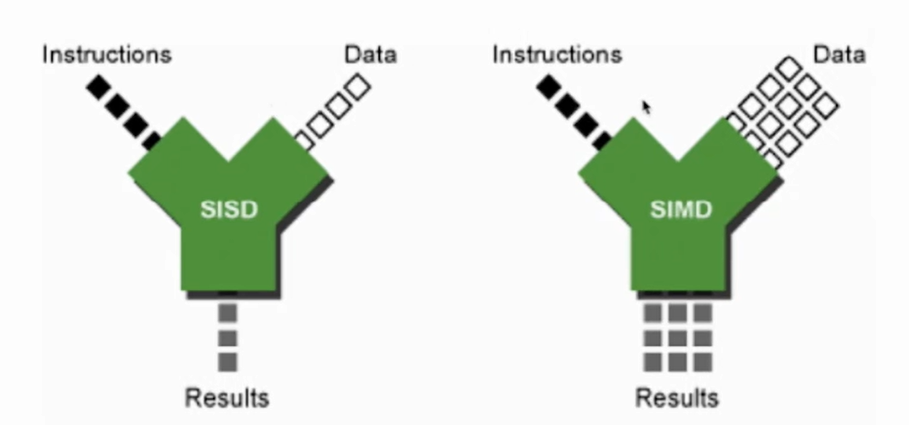 Instructions Data
SISD
Results
Instructions Data
SIMD
Results